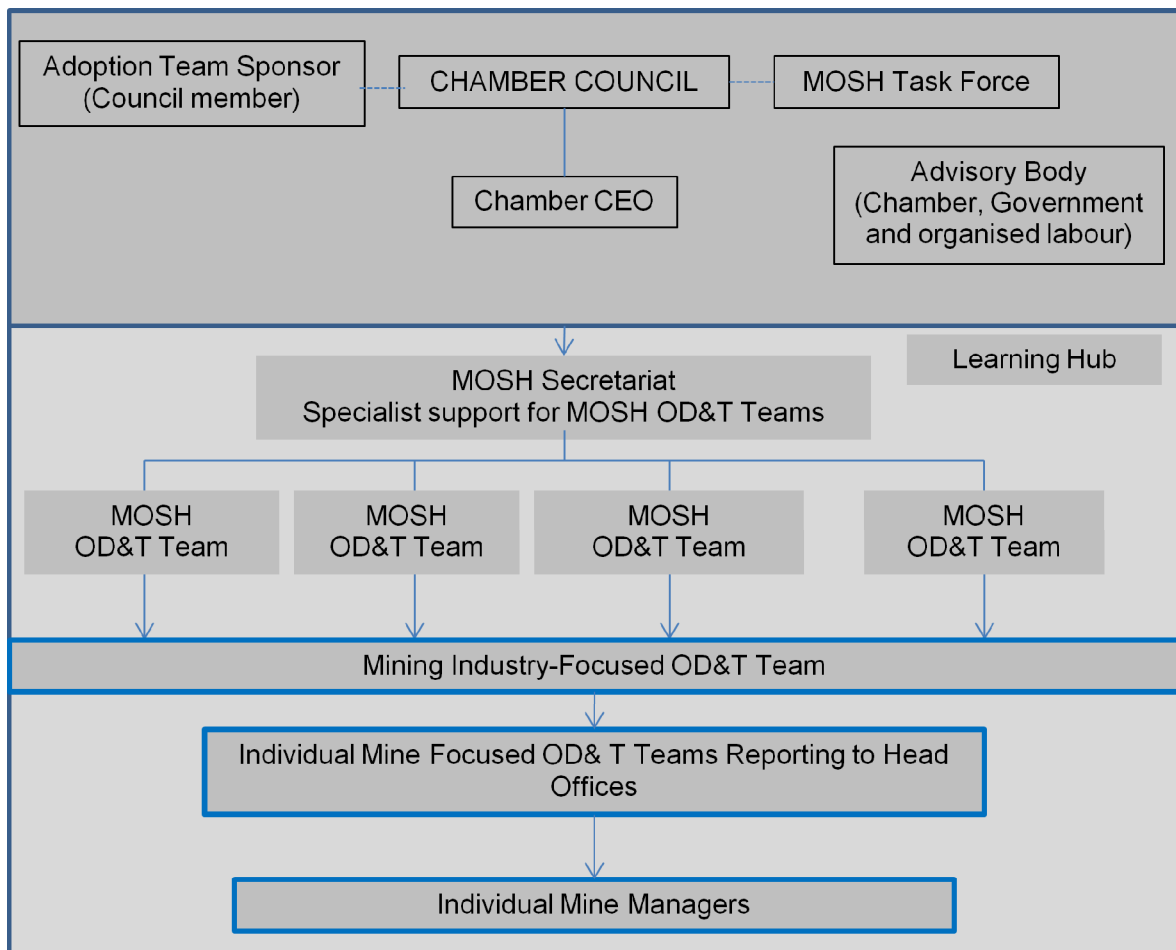 Adoption Team Sponsor
(Council member)
CHAMBER COUNCIL
MOSH Task Force
Chamber CEO
Advisory Body
(Chamber, Government
and organised labour)
Learning Hub
MOSH Secretariat
Specialist support for MOSH OD&T Teams
MOSH
OD&T Team
MOSH
OD&T Team
MOSH
OD&T Team
MOSH
OD&T Team
Mining Industry-Focused OD&T Team
Individual Mine Focused OD& T Teams Reporting to Head
Offices
Individual Mine Managers